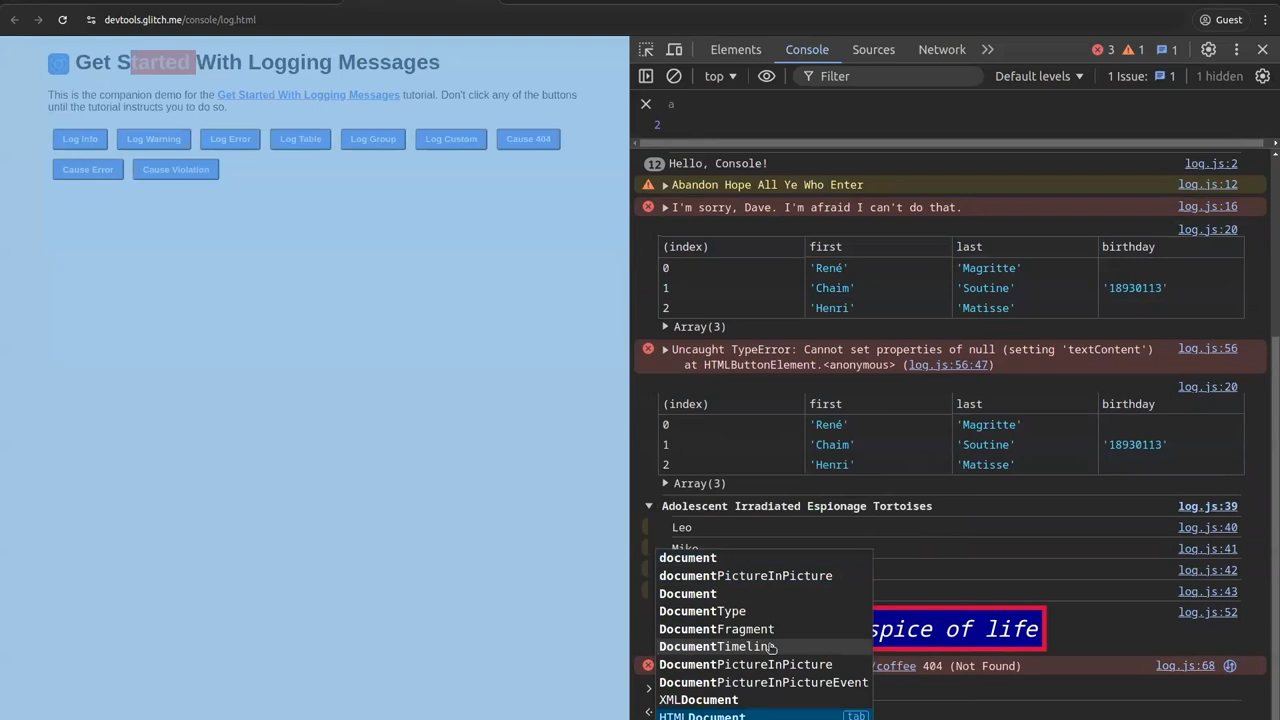 devtools.glitch.me/console/log.html
Guest
Get Started With Logging Messages
This is the companion demo for the Get Started With Logging Messages tutorial. Don't click any of the buttons
until the tutorial instructs you to do so.
Log Info Log Warning Log Error Log Table Log Group Log Custom Cause 404
Cause Error Cause Violation
Elements Console Sources Network 3 1 1
top Filter Default levels 1 Issue: 1 1 hidden
a
2
12 Hello, Console! log.js:2
Abandon Hope All Ye Who Enter log.js:12
I'm sorry, Dave. I'm afraid I can't do that. log.js:16
log.js:20
(index) first last birthday
0 'René' 'Magritte'
1 'Chaim' 'Soutine' '18930113'
2 'Henri' 'Matisse'
Array(3)
Uncaught TypeError: Cannot set properties of null (setting 'textContent') log.js:56
at HTMLButtonElement.<anonymous> (log.js:56:47)
log.js:20
(index) first last birthday
0 'René' 'Magritte'
1 'Chaim' 'Soutine' '18930113'
2 'Henri' 'Matisse'
Array(3)
Adolescent Irradiated Espionage Tortoises log.js:39
Leo log.js:40
Mike log.js:41
log.js:42
log.js:43
log.js:52
spice of life
/coffee 404 (Not Found) log.js:68
document
documentPictureInPicture
Document
DocumentType
DocumentFragment
DocumentTimeline
DocumentPictureInPicture
DocumentPictureInPictureEvent
XMLDocument
HTMLDocument tab